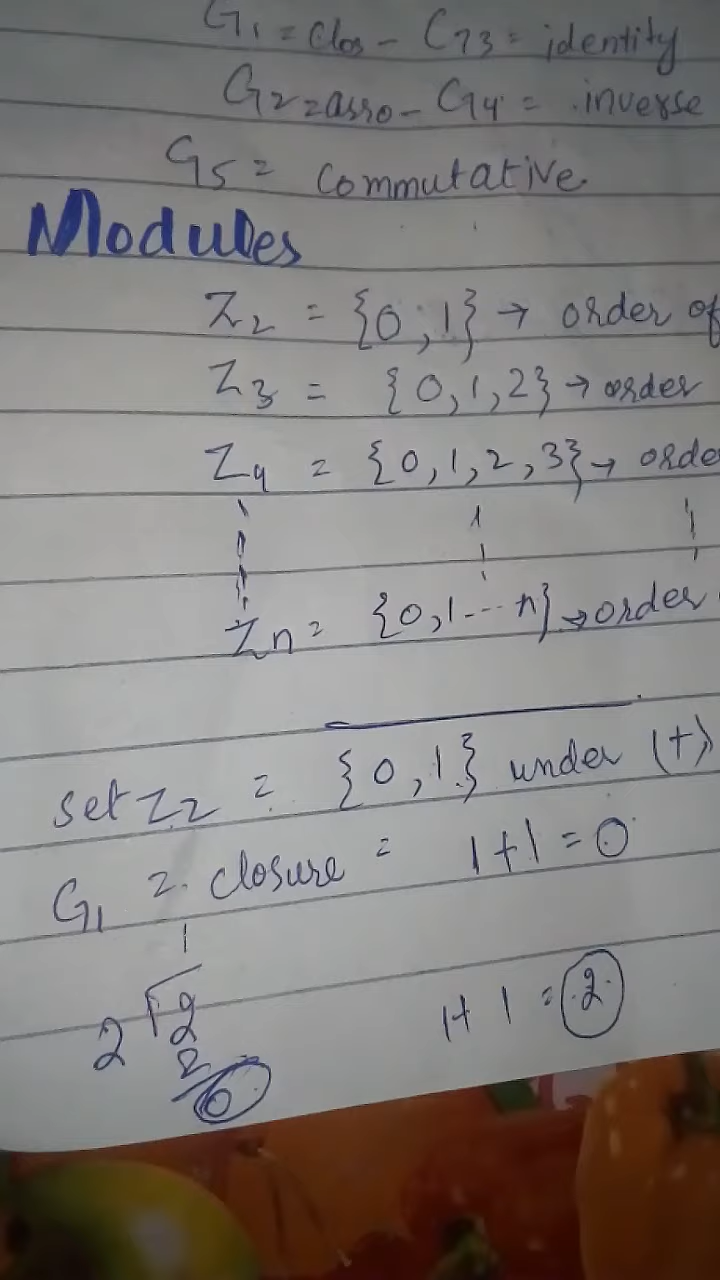 G1 = Clos - G3 = identity
G2 = asso - G4 = inverse
G5 = Commutative
Modules
Z2 = {0,1} → order of
Z3 = {0,1,2} → order
Z4 = {0,1,2,3} → orde
Zn = {0,1---n} → order
set Z2 = {0,1} under (+)
G1 = closure = 1+1=0
1
2 2 1+1 = 2
2
0